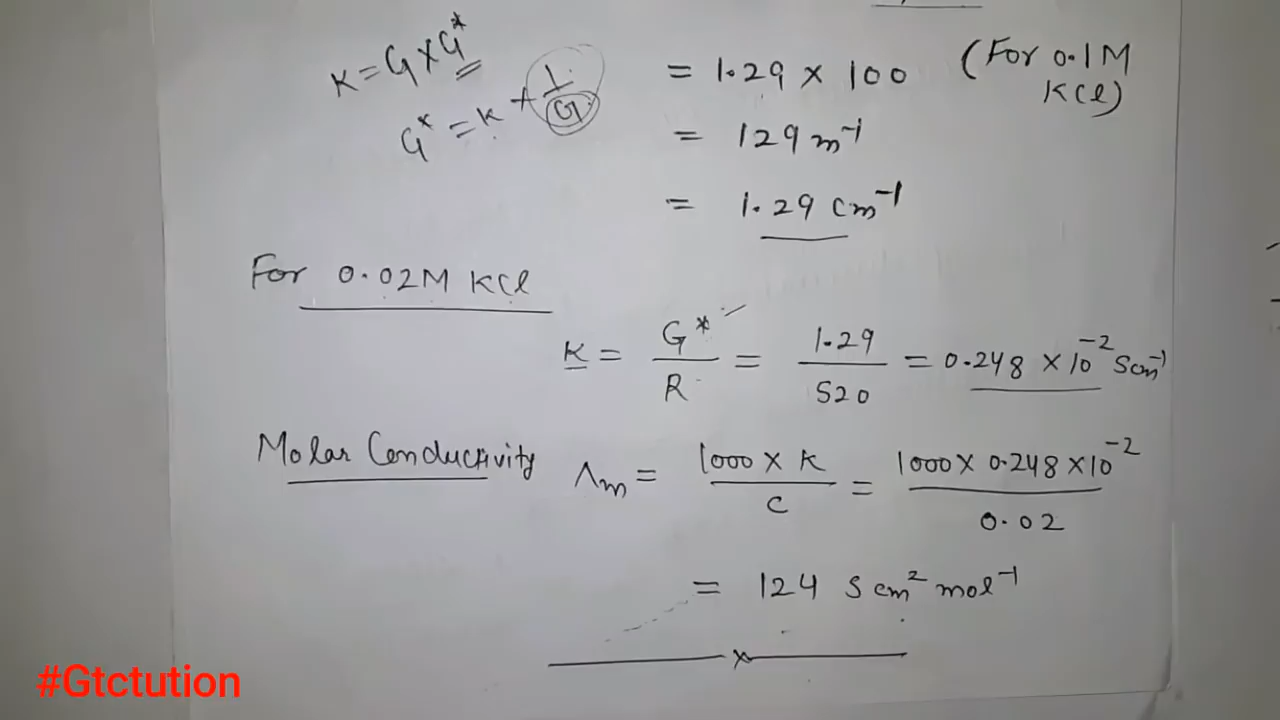 K = G × G*
G* = K × 1/G
= 1.29 × 100 (For 0.1M KCl)
= 129 m⁻¹
= 1.29 cm⁻¹
For 0.02M KCl
K = G*/R = 1.29/520 = 0.248 × 10⁻² S cm⁻¹
Molar Conductivity Λm = 1000 × K/C = 1000 × 0.248 × 10⁻²/0.02
= 124 S cm² mol⁻¹
#Gtctution